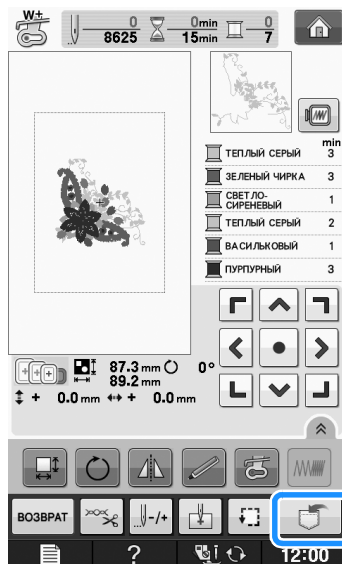 W+
0 0min 0
8625 15min 7
min
ТЕПЛЫЙ СЕРЫЙ 3
ЗЕЛЕНЫЙ ЧИРКА 3
СВЕТЛО-
СИРЕНЕВЫЙ 1
ТЕПЛЫЙ СЕРЫЙ 2
ВАСИЛЬКОВЫЙ 1
ПУРПУРНЫЙ 3
87.3 mm 0°
89.2 mm
+ 0.0 mm + 0.0 mm
ВОЗВРАТ -/+
? 12:00